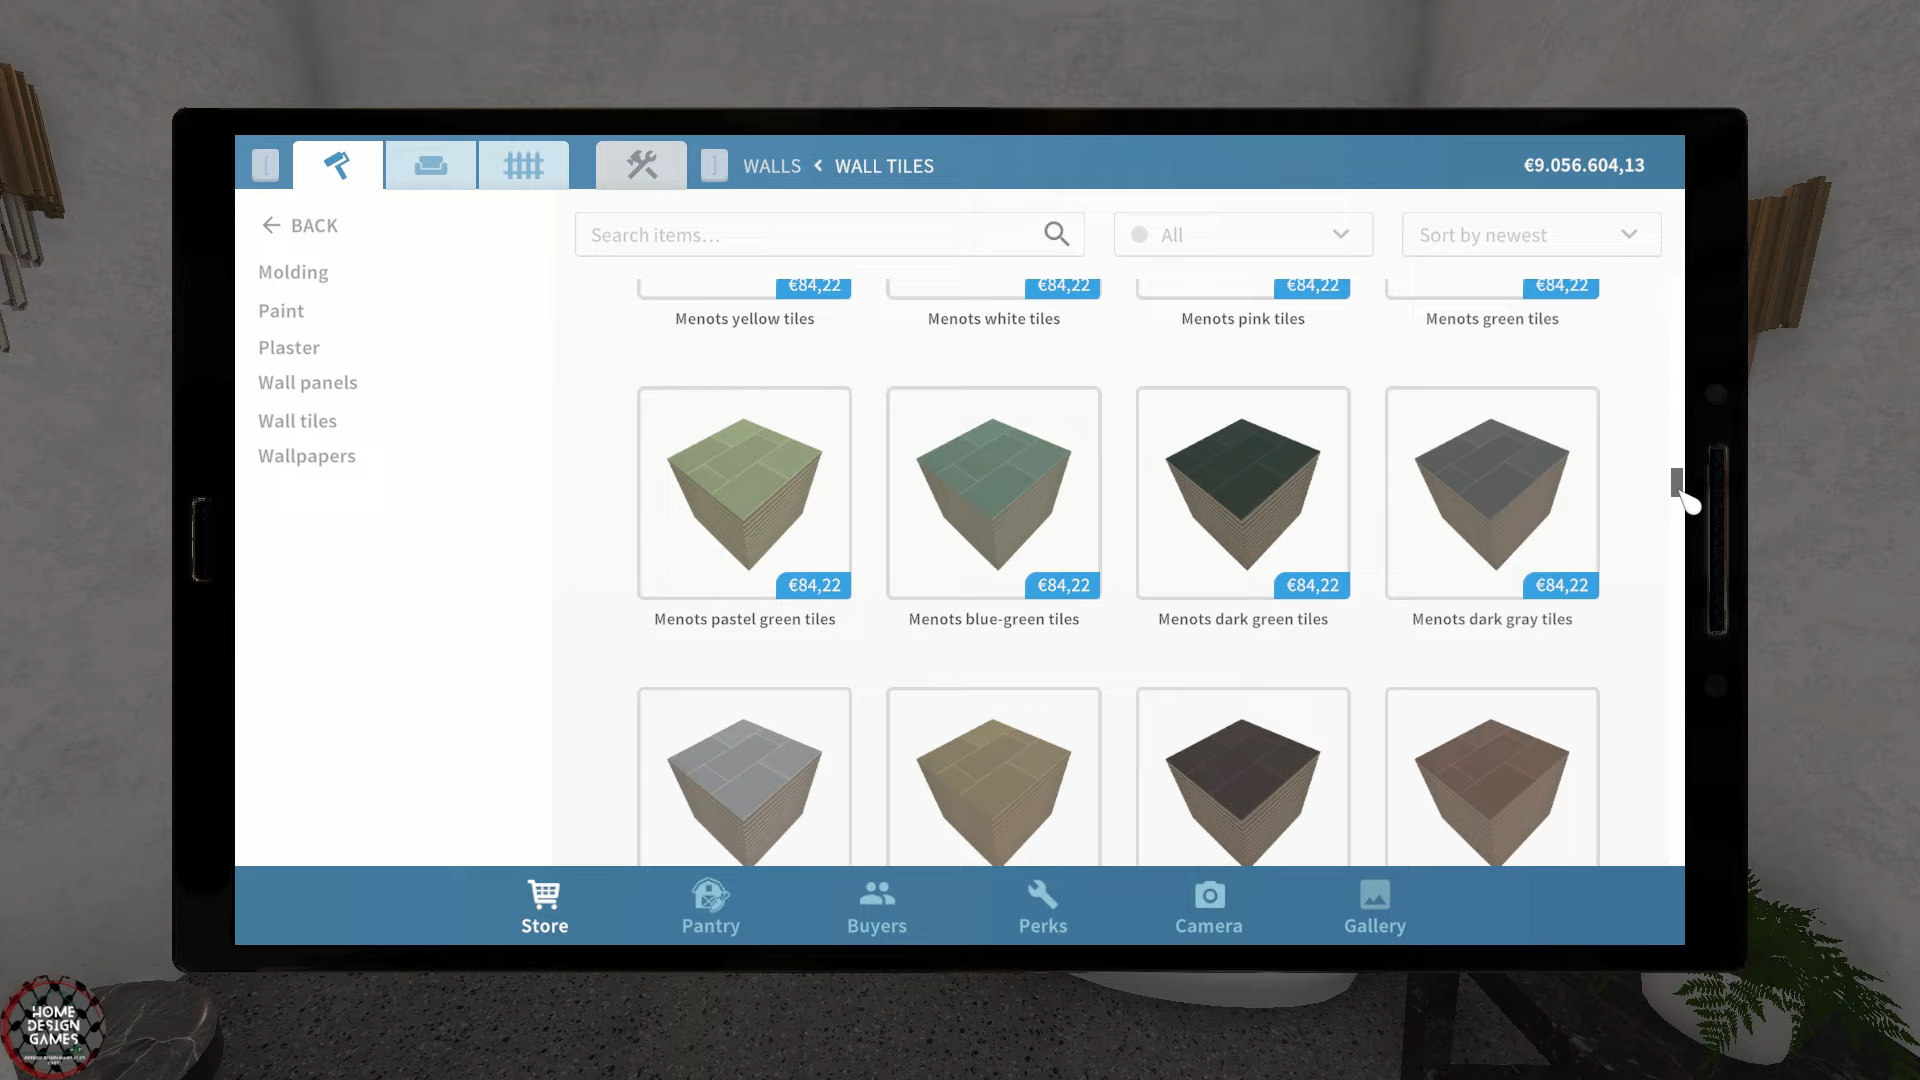 WALLS < WALL TILES
€9.056.604,13
BACK
Search items...
All
Sort by newest
Molding
Paint
Plaster
Wall panels
Wall tiles
Wallpapers
€84,22 €84,22 €84,22 €84,22
Menots yellow tiles Menots white tiles Menots pink tiles Menots green tiles
€84,22 €84,22 €84,22 €84,22
Menots pastel green tiles Menots blue-green tiles Menots dark green tiles Menots dark gray tiles
Store Pantry Buyers Perks Camera Gallery
HOME
DESIGN
GAMES